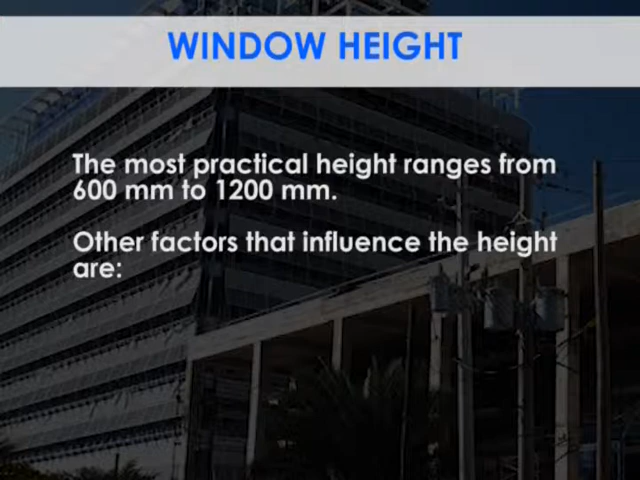 WINDOW HEIGHT
The most practical height ranges from
600 mm to 1200 mm.
Other factors that influence the height
are: